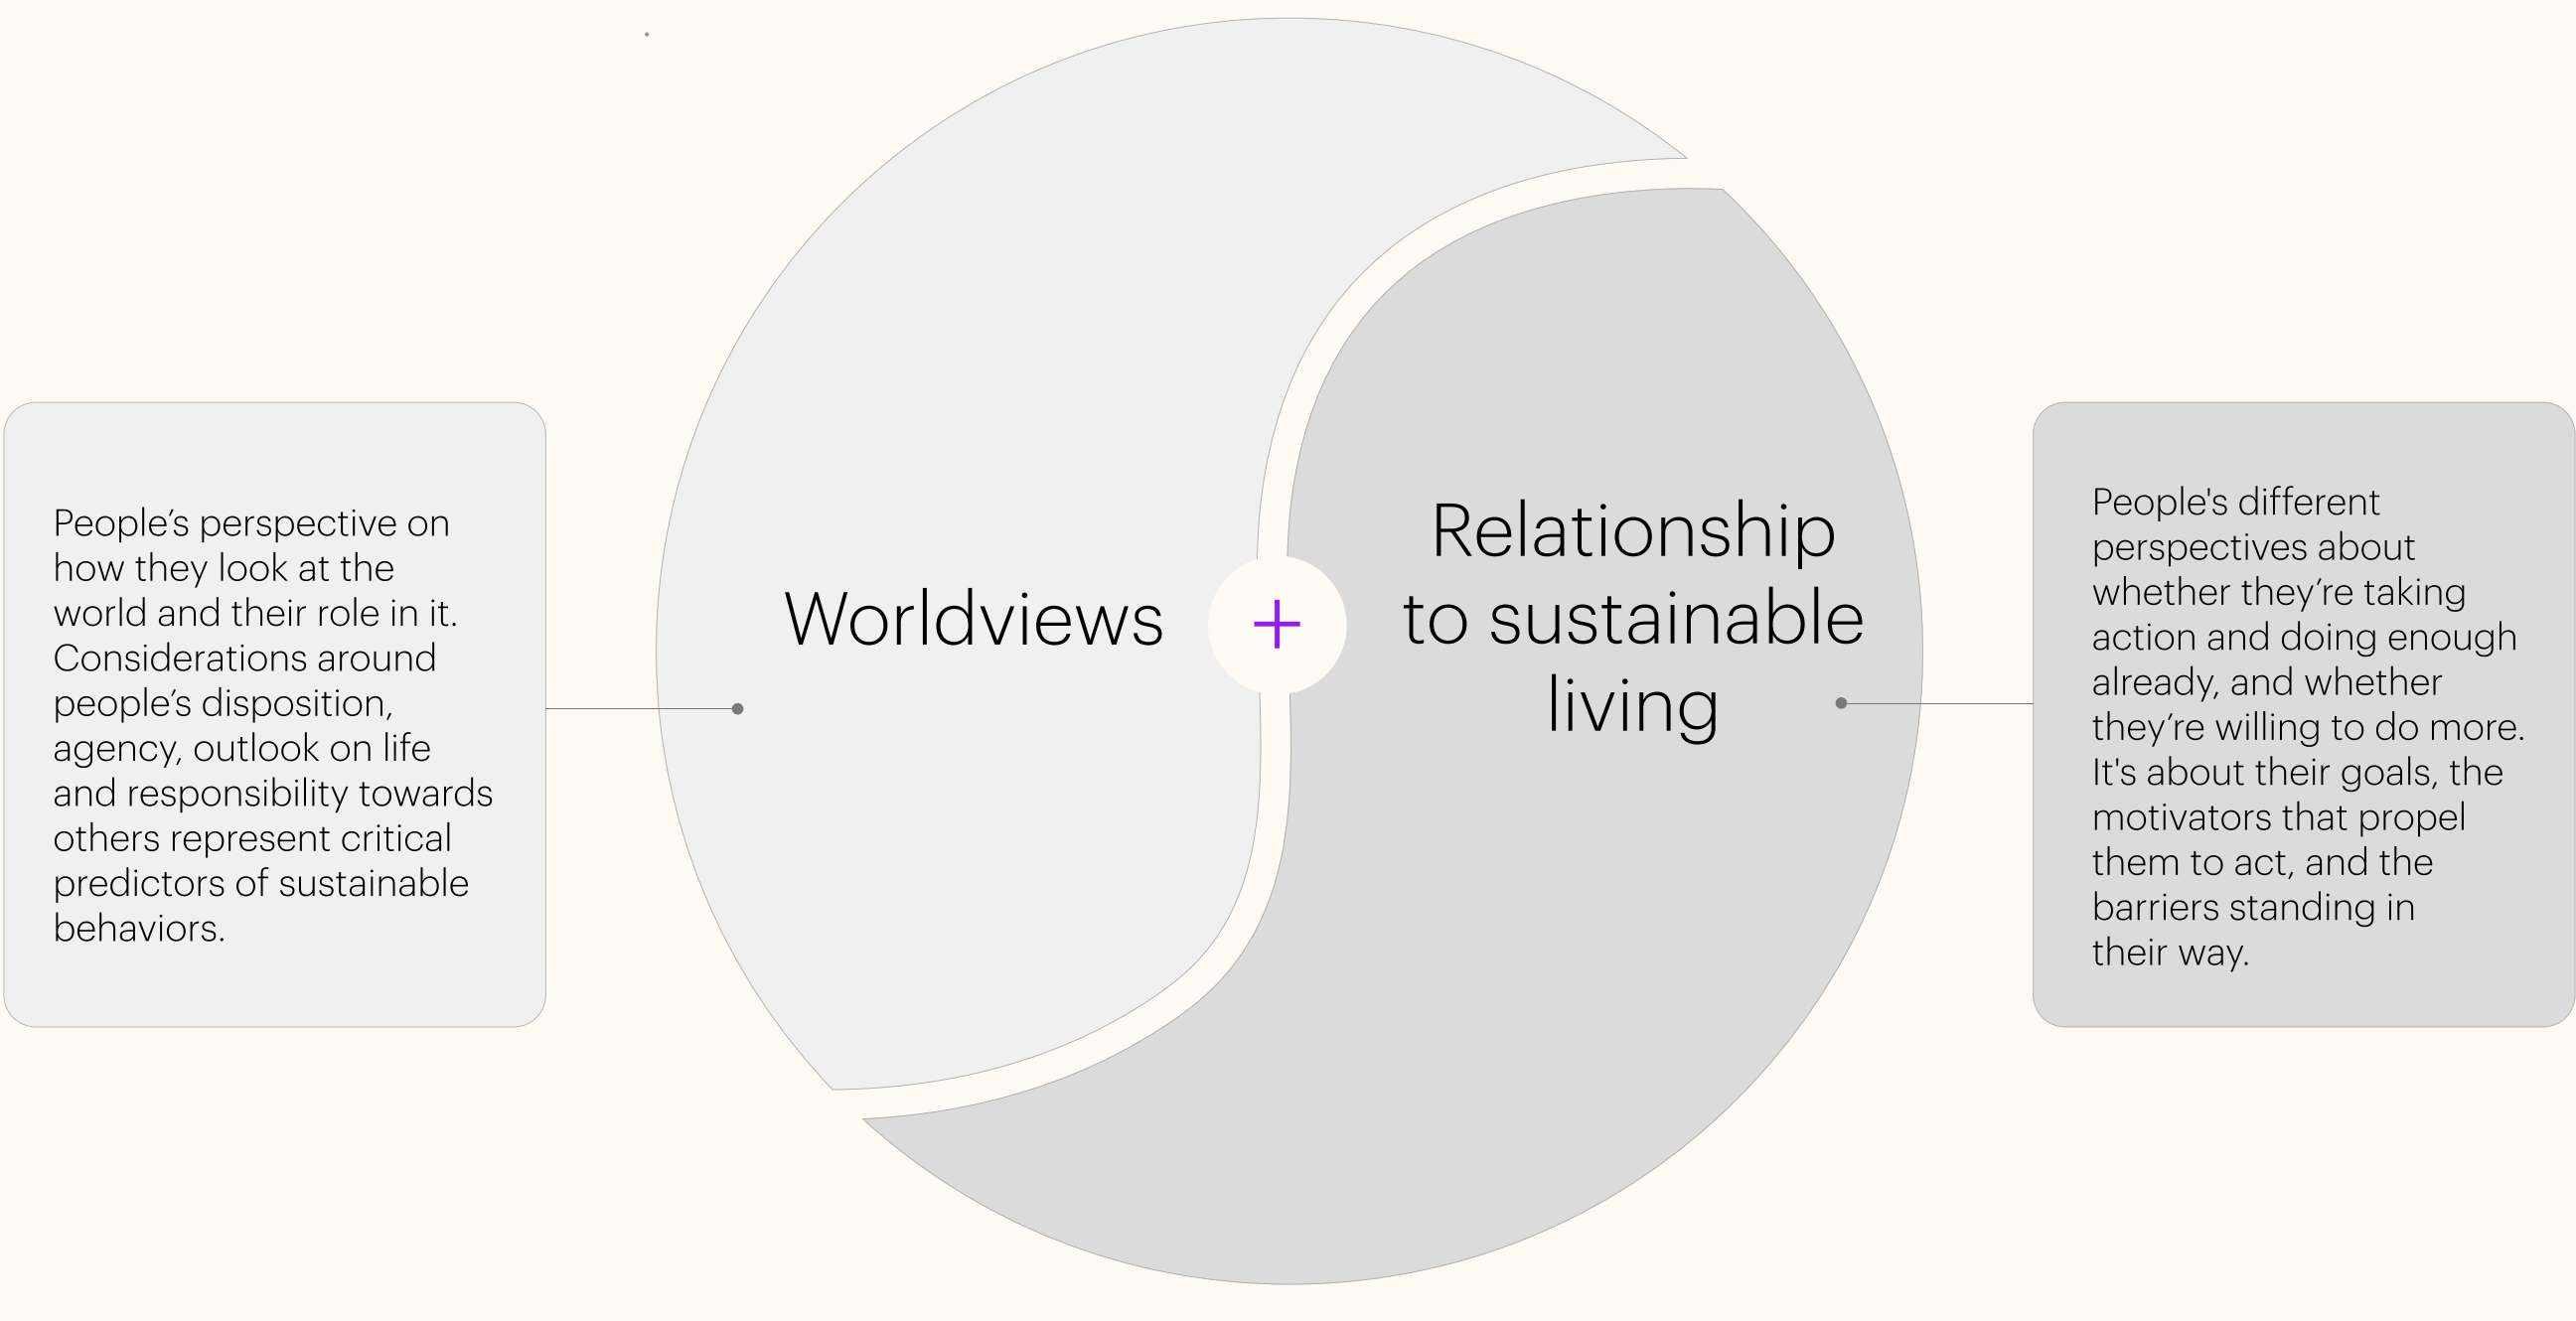 People’s perspective on
how they look at the
world and their role in it.
Considerations around
people’s disposition,
agency, outlook on life
and responsibility towards
others represent critical
predictors of sustainable
behaviors.
Worldviews
+
Relationship
to sustainable
living
People's different
perspectives about
whether they’re taking
action and doing enough
already, and whether
they’re willing to do more.
It's about their goals, the
motivators that propel
them to act, and the
barriers standing in
their way.